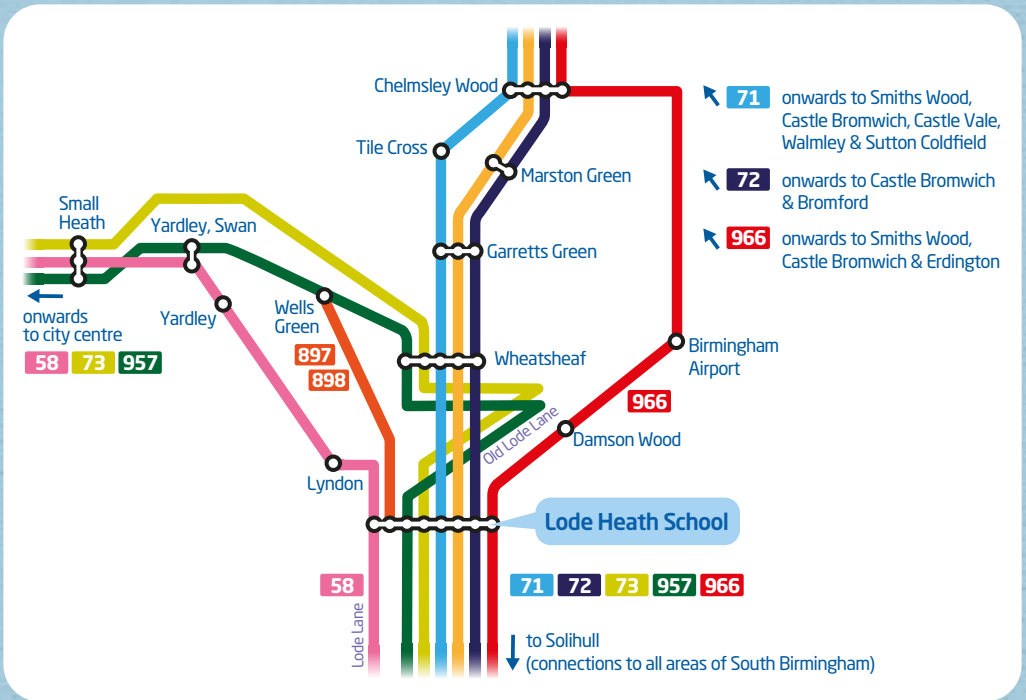 Chelmsley Wood
71 onwards to Smiths Wood,
Castle Bromwich, Castle Vale,
Walmley & Sutton Coldfield
Tile Cross
Marston Green
72 onwards to Castle Bromwich
& Bromford
Small
Heath
Yardley, Swan
Garretts Green
966 onwards to Smiths Wood,
Castle Bromwich & Erdington
onwards
to city centre
58 73 957
Yardley
Wells
Green
897
898
Wheatsheaf
Birmingham
Airport
966
Old Lode Lane
Damson Wood
Lyndon
Lode Heath School
58
71 72 73 957 966
Lode Lane
to Solihull
(connections to all areas of South Birmingham)